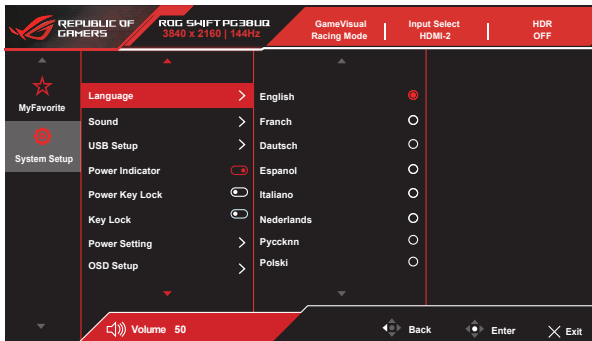 REPUBLIC OF
GAMERS
ROG SWIFT PG38UQ
3840 x 2160 | 144Hz
GameVisual
Racing Mode
Input Select
HDMI-2
HDR
OFF
MyFavorite
System Setup
Language
Sound
USB Setup
Power Indicator
Power Key Lock
Key Lock
Power Setting
OSD Setup
English
Franch
Dautsch
Espanol
Italiano
Nederlands
Pyccknn
Polski
Volume 50
Back
Enter
Exit